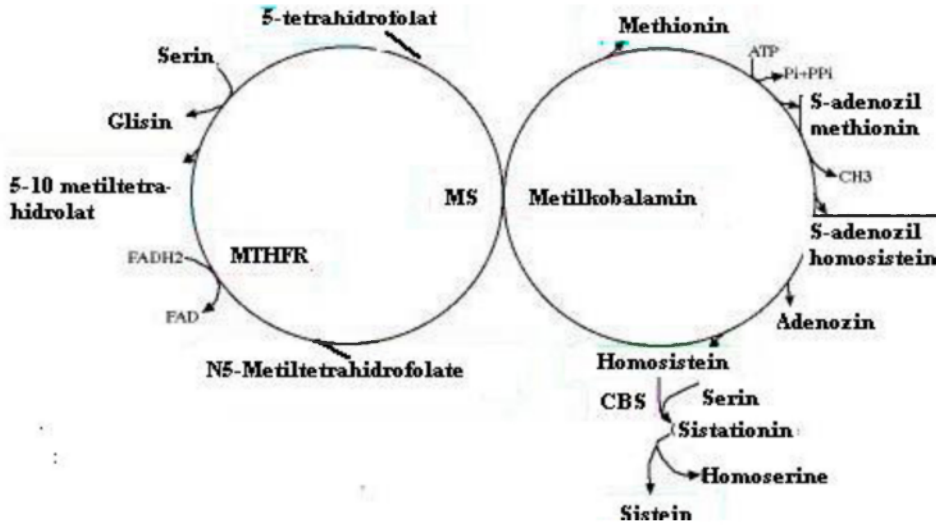 5-tetrahidrofolat
Methionin
Serin
ATP
Pi+PPi
Glisin
S-adenozil
methionin
5-10 metiltetra-
hidrolat
MS
Metilkobalamin
CH3
S-adenozil
homosistein
FADH2
MTHFR
FAD
Adenozin
N5-Metiltetrahidrofolate
Homosistein
CBS
Serin
Sistationin
Homoserine
Sistein